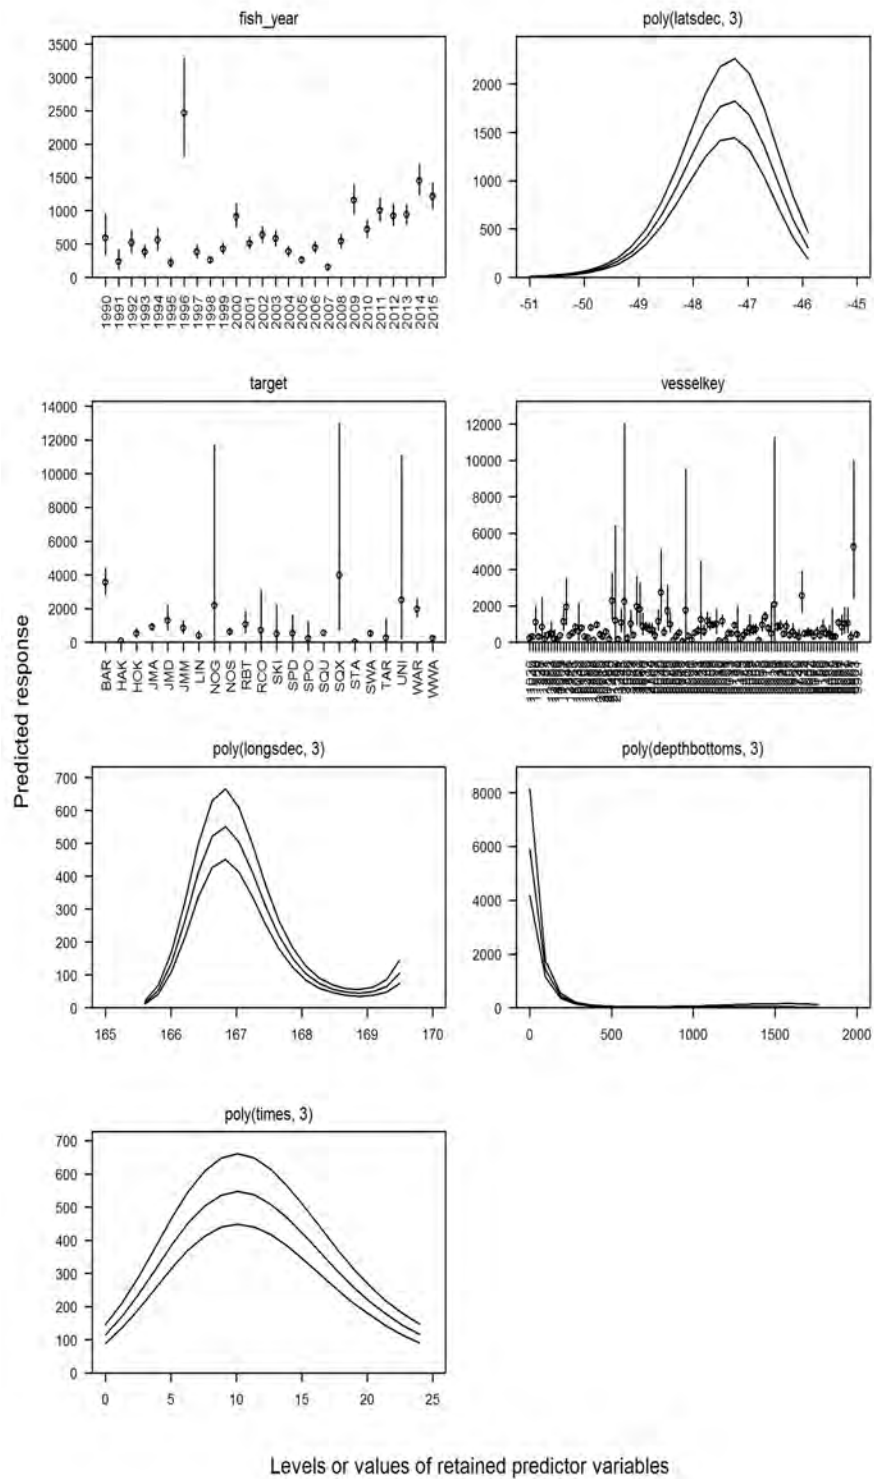 fish_year
poly(latsdec, 3)
3500
3000
2500
2000
1500
1000
500
0
2000
1500
1000
500
0
1990
1991
1992
1993
1994
1995
1996
1997
1998
1999
2000
2001
2002
2003
2004
2005
2006
2007
2008
2009
2010
2011
2012
2013
2014
2015
-51 -50 -49 -48 -47 -46 -45
target
vesselkey
14000
12000
10000
8000
6000
4000
2000
0
12000
10000
8000
6000
4000
2000
0
BAR
HAK
HOK
JMA
JMD
JMM
LIN
NOG
NOS
RBT
RCO
SKI
SPD
SPO
SQU
SQX
STA
SWA
TAR
UNI
WAR
WWA
Predicted response
poly(longsdec, 3)
poly(depthbottoms, 3)
700
600
500
400
300
200
100
0
8000
6000
4000
2000
0
165 166 167 168 169 170
0 500 1000 1500 2000
poly(times, 3)
700
600
500
400
300
200
100
0
0 5 10 15 20 25
Levels or values of retained predictor variables